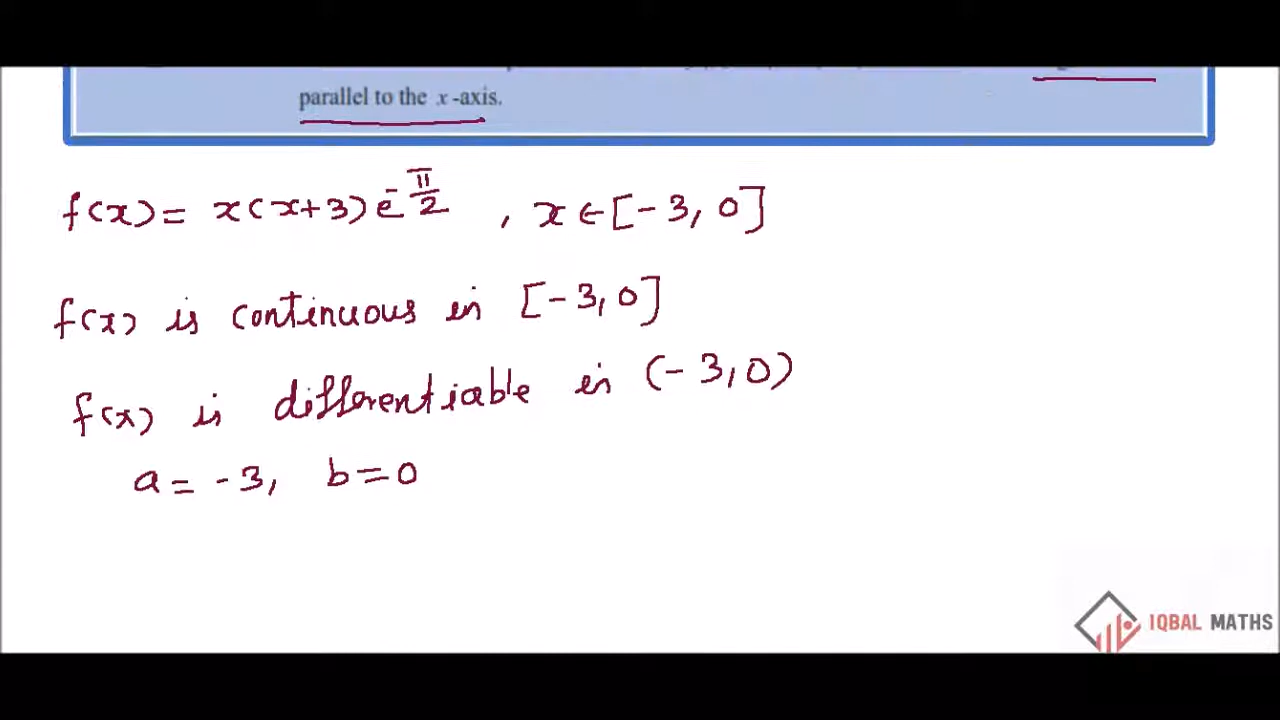 parallel to the x-axis.
f(x) = x(x+3)e^-π/2 , x∈[-3, 0]
f(x) is continuous in [-3, 0]
f(x) is differentiable in (-3, 0)
a = -3, b = 0
IQBAL MATHS